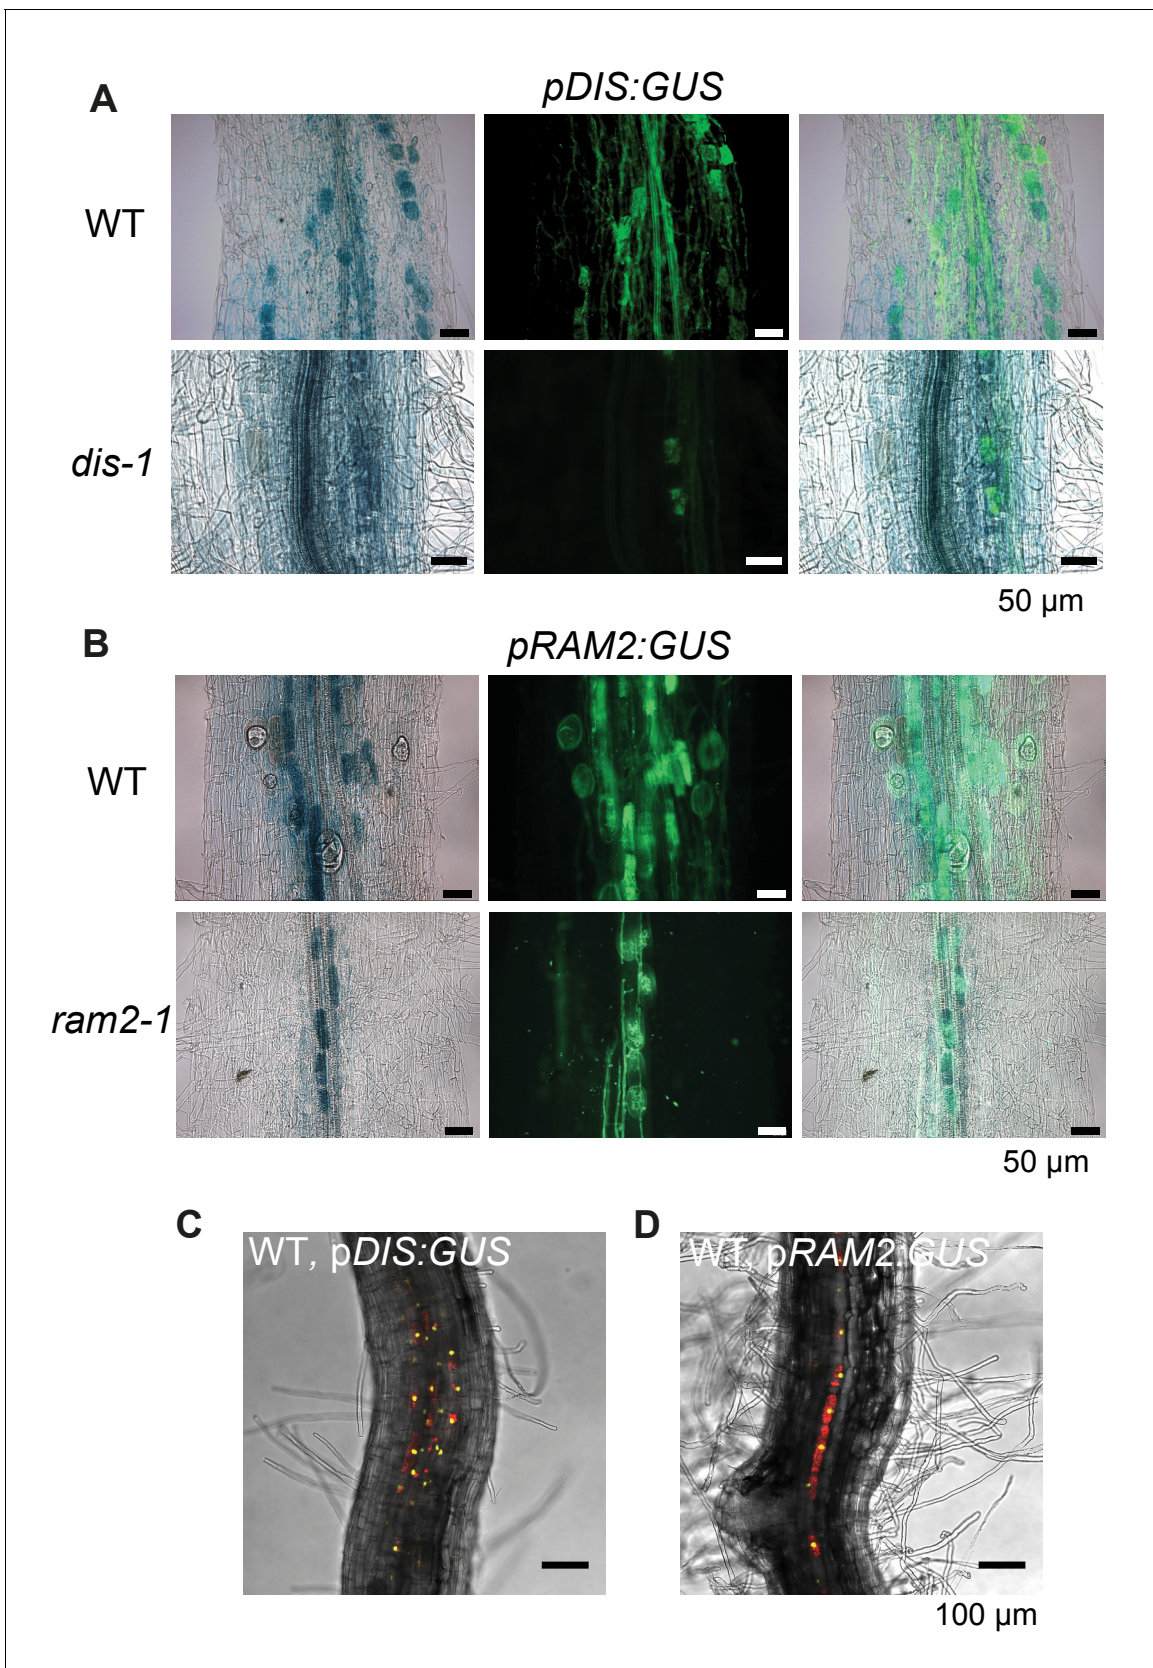 A
pDIS:GUS
WT
dis-1
50 µm
B
pRAM2:GUS
WT
ram2-1
50 µm
C
WT, pDIS:GUS
D
WT, pRAM2:GUS
100 µm